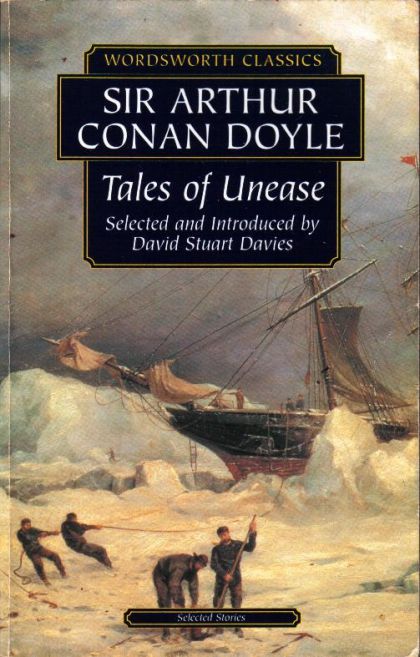 WORDSWORTH CLASSICS
SIR ARTHUR
CONAN DOYLE
Tales of Unease
Selected and Introduced by
David Stuart Davies
Selected Stories